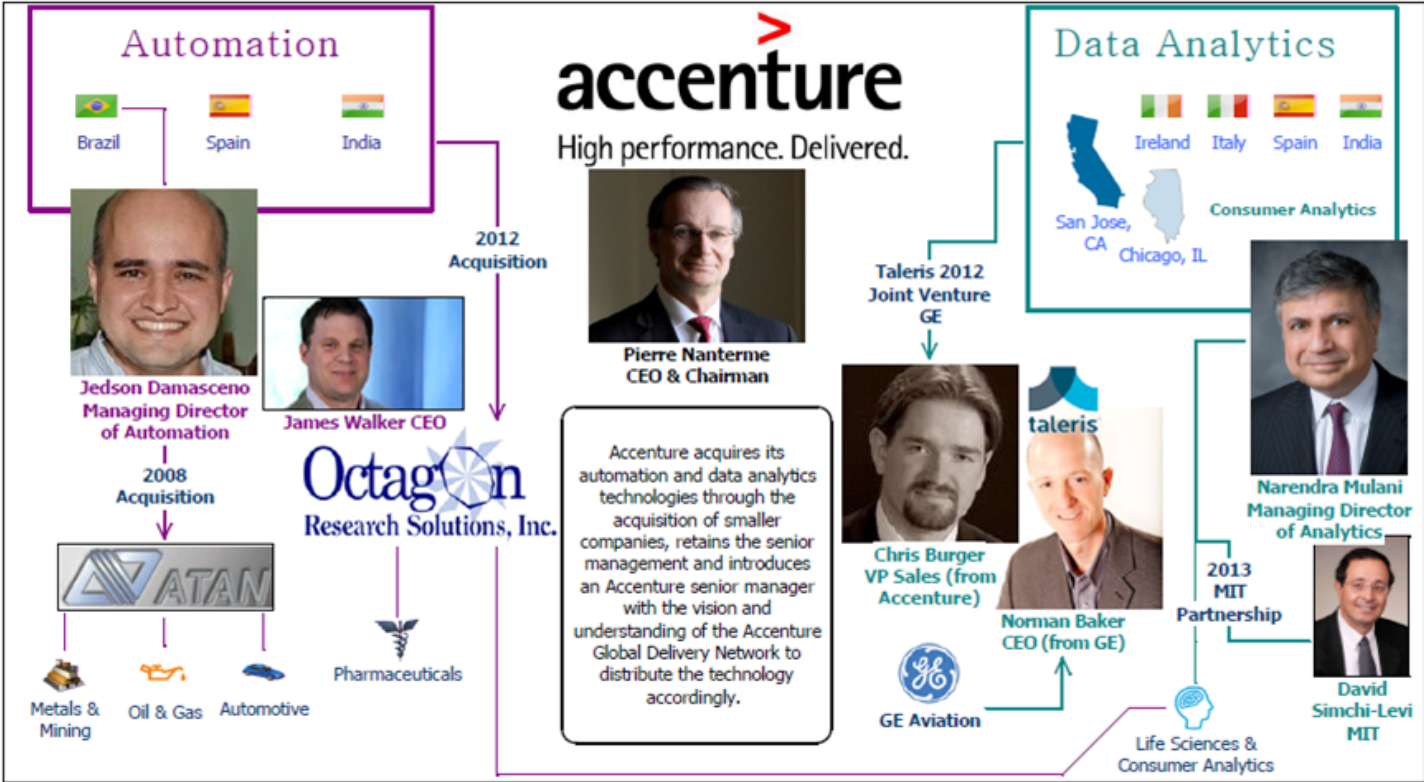 Automation
Brazil
Spain
India
2012
Acquisition
Jedson Damasceno
Managing Director
of Automation
James Walker CEO
2008
Acquisition
ATAN
Metals &
Mining
Oil & Gas
Automotive
Octagon
Research Solutions, Inc.
Pharmaceuticals
accenture
High performance. Delivered.
Pierre Nanterme
CEO & Chairman
Accenture acquires its
automation and data analytics
technologies through the
acquisition of smaller
companies, retains the senior
management and introduces
an Accenture senior manager
with the vision and
understanding of the Accenture
Global Delivery Network to
distribute the technology
accordingly.
Data Analytics
Ireland
Italy
Spain
India
San Jose,
CA
Chicago, IL
Consumer Analytics
Taleris 2012
Joint Venture
GE
taleris
Chris Burger
VP Sales (from
Accenture)
Norman Baker
CEO (from GE)
GE
GE Aviation
Narendra Mulani
Managing Director
of Analytics
2013
MIT
Partnership
David
Simchi-Levi
MIT
Life Sciences &
Consumer Analytics